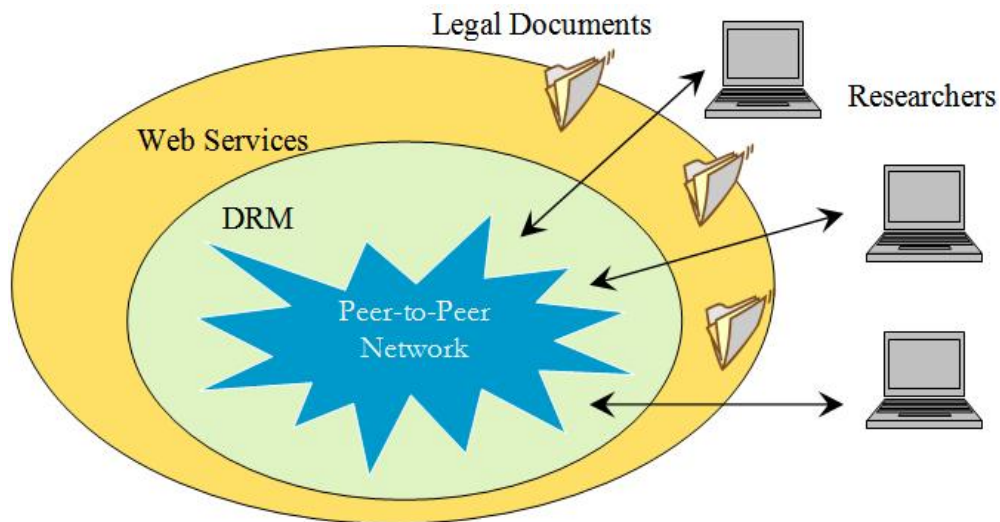 Legal Documents
Researchers
Web Services
DRM
Peer-to-Peer
Network